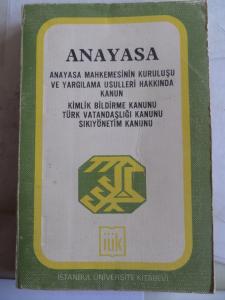 ANAYASA
ANAYASA MAHKEMESİNİN KURULUŞU
VE YARGILAMA USULLERİ HAKKINDA
KANUN
KİMLİK BİLDİRME KANUNU
TÜRK VATANDAŞLIĞI KANUNU
SIKIYÖNETİM KANUNU
iük
İSTANBUL ÜNİVERSİTE KİTABEVİ